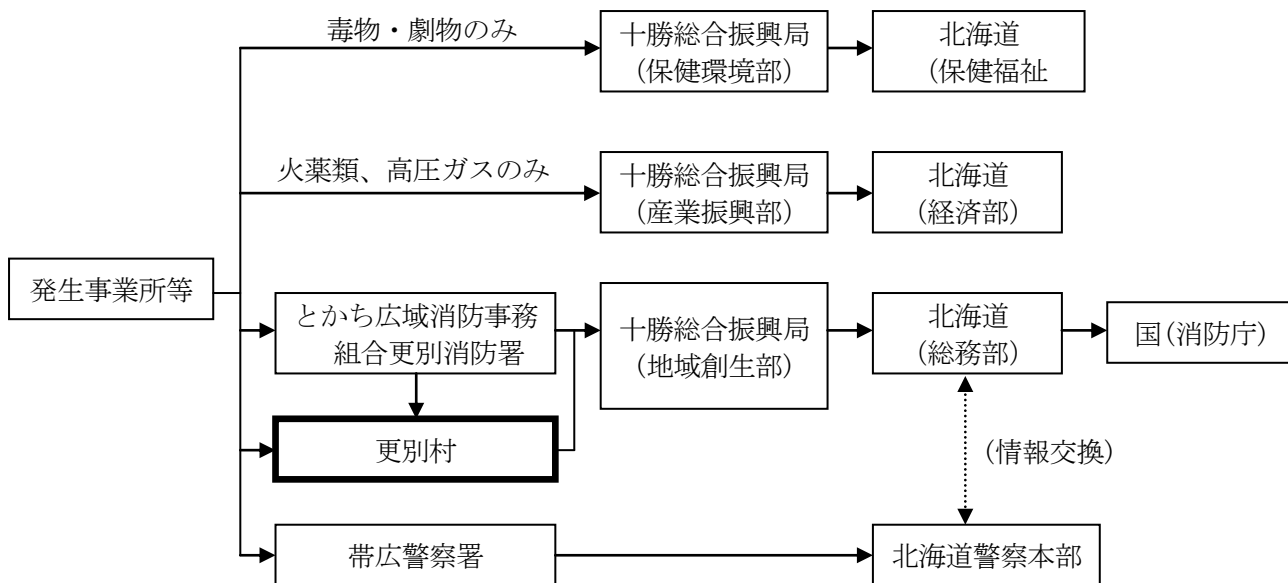 毒物・劇物のみ
十勝総合振興局
（保健環境部）
北海道
（保健福祉
火薬類、高圧ガスのみ
十勝総合振興局
（産業振興部）
北海道
（経済部）
発生事業所等
とかち広域消防事務
組合更別消防署
十勝総合振興局
（地域創生部）
北海道
（総務部）
国（消防庁）
更別村
（情報交換）
帯広警察署
北海道警察本部